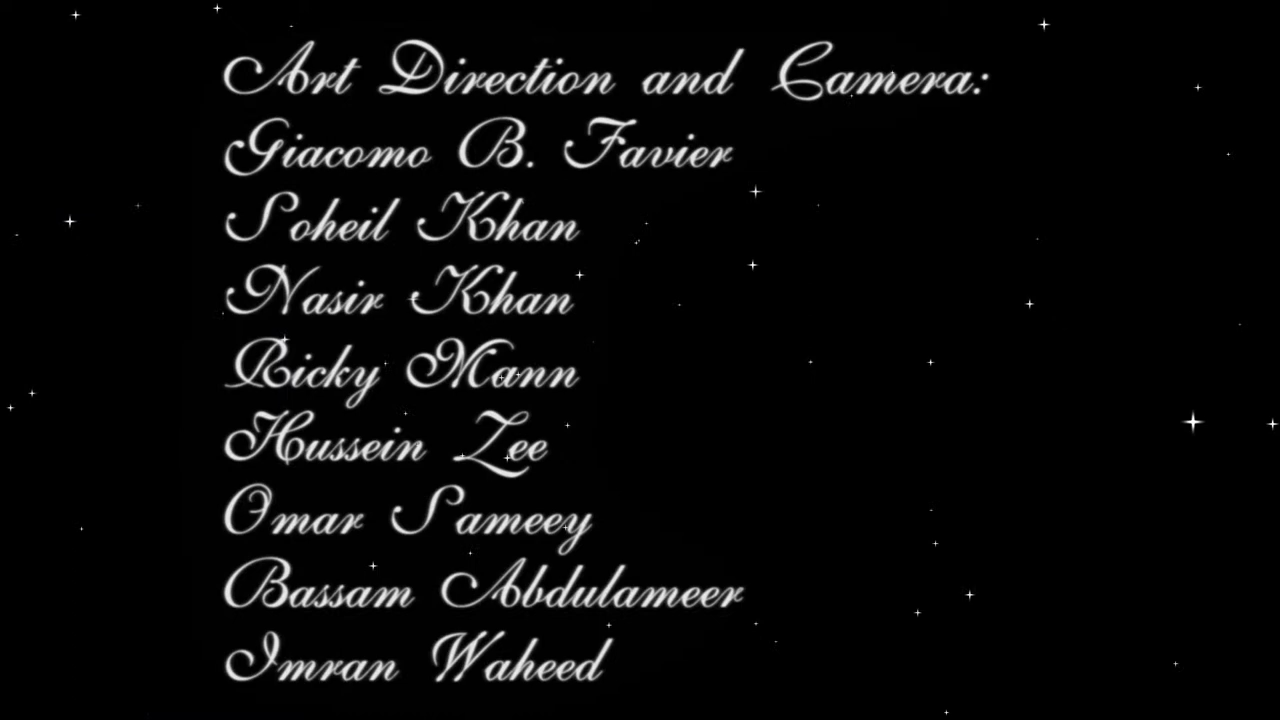 Art Direction and Camera:
Giacomo B. Favier
Soheil Khan
Nasir Khan
Ricky Mann
Hussein Zee
Omar Sameey
Bassam Abdulameer
Imran Waheed